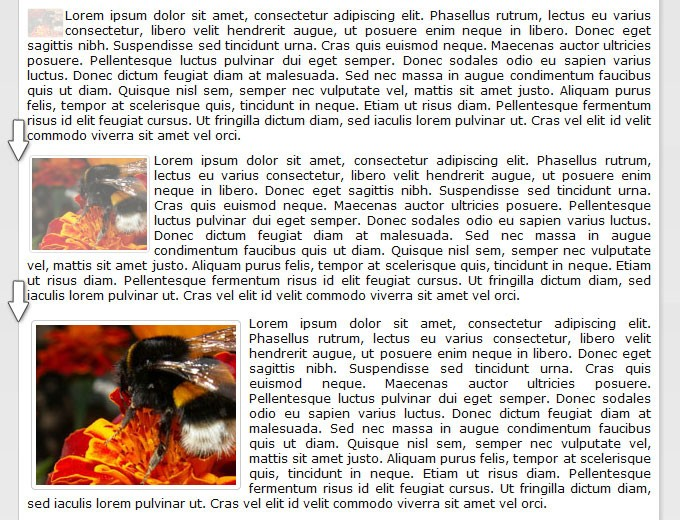 Lorem ipsum dolor sit amet, consectetur adipiscing elit. Phasellus rutrum, lectus eu varius
consectetur, libero velit hendrerit augue, ut posuere enim neque in libero. Donec eget
sagittis nibh. Suspendisse sed tincidunt urna. Cras quis euismod neque. Maecenas auctor ultricies
posuere. Pellentesque luctus pulvinar dui eget semper. Donec sodales odio eu sapien varius
luctus. Donec dictum feugiat diam at malesuada. Sed nec massa in augue condimentum faucibus
quis ut diam. Quisque nisl sem, semper nec vulputate vel, mattis sit amet justo. Aliquam purus
felis, tempor at scelerisque quis, tincidunt in neque. Etiam ut risus diam. Pellentesque fermentum
risus id elit feugiat cursus. Ut fringilla dictum diam, sed iaculis lorem pulvinar ut. Cras vel elit id velit
commodo viverra sit amet vel orci.
Lorem ipsum dolor sit amet, consectetur adipiscing elit. Phasellus rutrum,
lectus eu varius consectetur, libero velit hendrerit augue, ut posuere enim
neque in libero. Donec eget sagittis nibh. Suspendisse sed tincidunt urna.
Cras quis euismod neque. Maecenas auctor ultricies posuere. Pellentesque
luctus pulvinar dui eget semper. Donec sodales odio eu sapien varius luctus.
Donec dictum feugiat diam at malesuada. Sed nec massa in augue
condimentum faucibus quis ut diam. Quisque nisl sem, semper nec vulputate
vel, mattis sit amet justo. Aliquam purus felis, tempor at scelerisque quis, tincidunt in neque. Etiam
ut risus diam. Pellentesque fermentum risus id elit feugiat cursus. Ut fringilla dictum diam, sed
iaculis lorem pulvinar ut. Cras vel elit id velit commodo viverra sit amet vel orci.
Lorem ipsum dolor sit amet, consectetur adipiscing elit.
Phasellus rutrum, lectus eu varius consectetur, libero velit
hendrerit augue, ut posuere enim neque in libero. Donec eget
sagittis nibh. Suspendisse sed tincidunt urna. Cras quis
euismod neque. Maecenas auctor ultricies posuere.
Pellentesque luctus pulvinar dui eget semper. Donec sodales
odio eu sapien varius luctus. Donec dictum feugiat diam at
malesuada. Sed nec massa in augue condimentum faucibus
quis ut diam. Quisque nisl sem, semper nec vulputate vel,
mattis sit amet justo. Aliquam purus felis, tempor at scelerisque
quis, tincidunt in neque. Etiam ut risus diam. Pellentesque
fermentum risus id elit feugiat cursus. Ut fringilla dictum diam,
sed iaculis lorem pulvinar ut. Cras vel elit id velit commodo viverra sit amet vel orci.